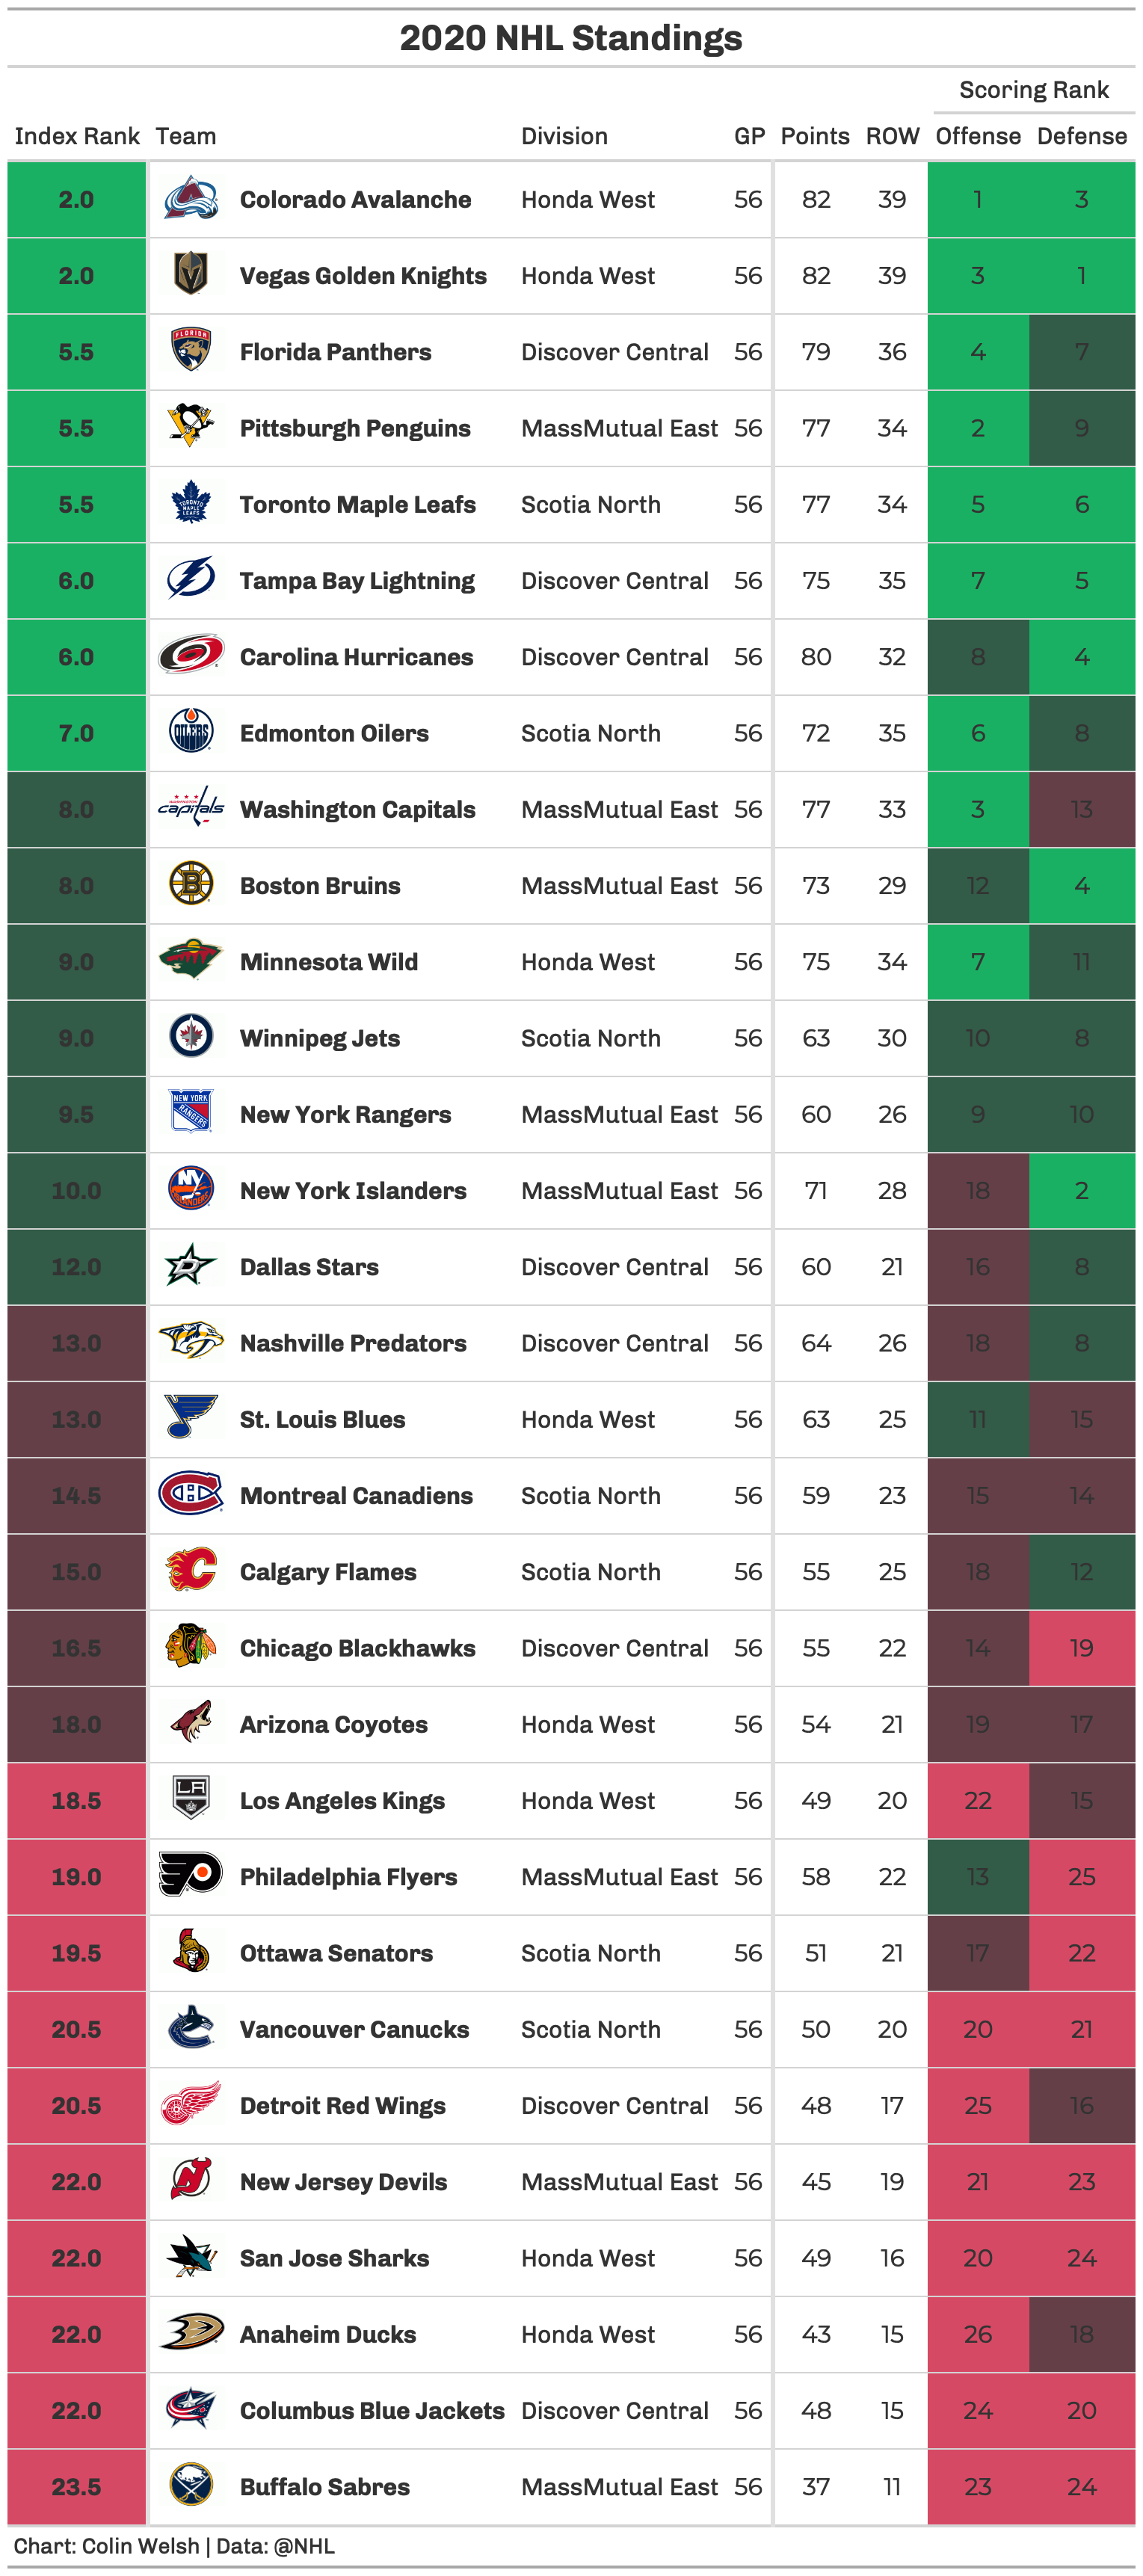 2020 NHL Standings
Scoring Rank
Index Rank Team Division GP Points ROW Offense Defense
2.0 Colorado Avalanche Honda West 56 82 39 1 3
2.0 Vegas Golden Knights Honda West 56 82 39 3 1
5.5 FLORIDA Florida Panthers Discover Central 56 79 36 4 7
5.5 Pittsburgh Penguins MassMutual East 56 77 34 2 9
5.5 TORONTO MAPLE LEAFS Toronto Maple Leafs Scotia North 56 77 34 5 6
6.0 Tampa Bay Lightning Discover Central 56 75 35 7 5
6.0 Carolina Hurricanes Discover Central 56 80 32 8 4
7.0 OILERS Edmonton Oilers Scotia North 56 72 35 6 8
8.0 WASHINGTON capitals Washington Capitals MassMutual East 56 77 33 3 13
8.0 B Boston Bruins MassMutual East 56 73 29 12 4
9.0 Minnesota Wild Honda West 56 75 34 7 11
9.0 Winnipeg Jets Scotia North 56 63 30 10 8
9.5 NEW YORK RANGERS New York Rangers MassMutual East 56 60 26 9 10
10.0 NY ISLANDERS New York Islanders MassMutual East 56 71 28 18 2
12.0 D Dallas Stars Discover Central 56 60 21 16 8
13.0 Nashville Predators Discover Central 56 64 26 18 8
13.0 St. Louis Blues Honda West 56 63 25 11 15
14.5 CH Montreal Canadiens Scotia North 56 59 23 15 14
15.0 C Calgary Flames Scotia North 56 55 25 18 12
16.5 Chicago Blackhawks Discover Central 56 55 22 14 19
18.0 Arizona Coyotes Honda West 56 54 21 19 17
18.5 LA Los Angeles Kings Honda West 56 49 20 22 15
19.0 Philadelphia Flyers MassMutual East 56 58 22 13 25
19.5 Ottawa Senators Scotia North 56 51 21 17 22
20.5 Vancouver Canucks Scotia North 56 50 20 20 21
20.5 Detroit Red Wings Discover Central 56 48 17 25 16
22.0 NJ New Jersey Devils MassMutual East 56 45 19 21 23
22.0 San Jose Sharks Honda West 56 49 16 20 24
22.0 Anaheim Ducks Honda West 56 43 15 26 18
22.0 Columbus Blue Jackets Discover Central 56 48 15 24 20
23.5 Buffalo Sabres MassMutual East 56 37 11 23 24
Chart: Colin Welsh | Data: @NHL